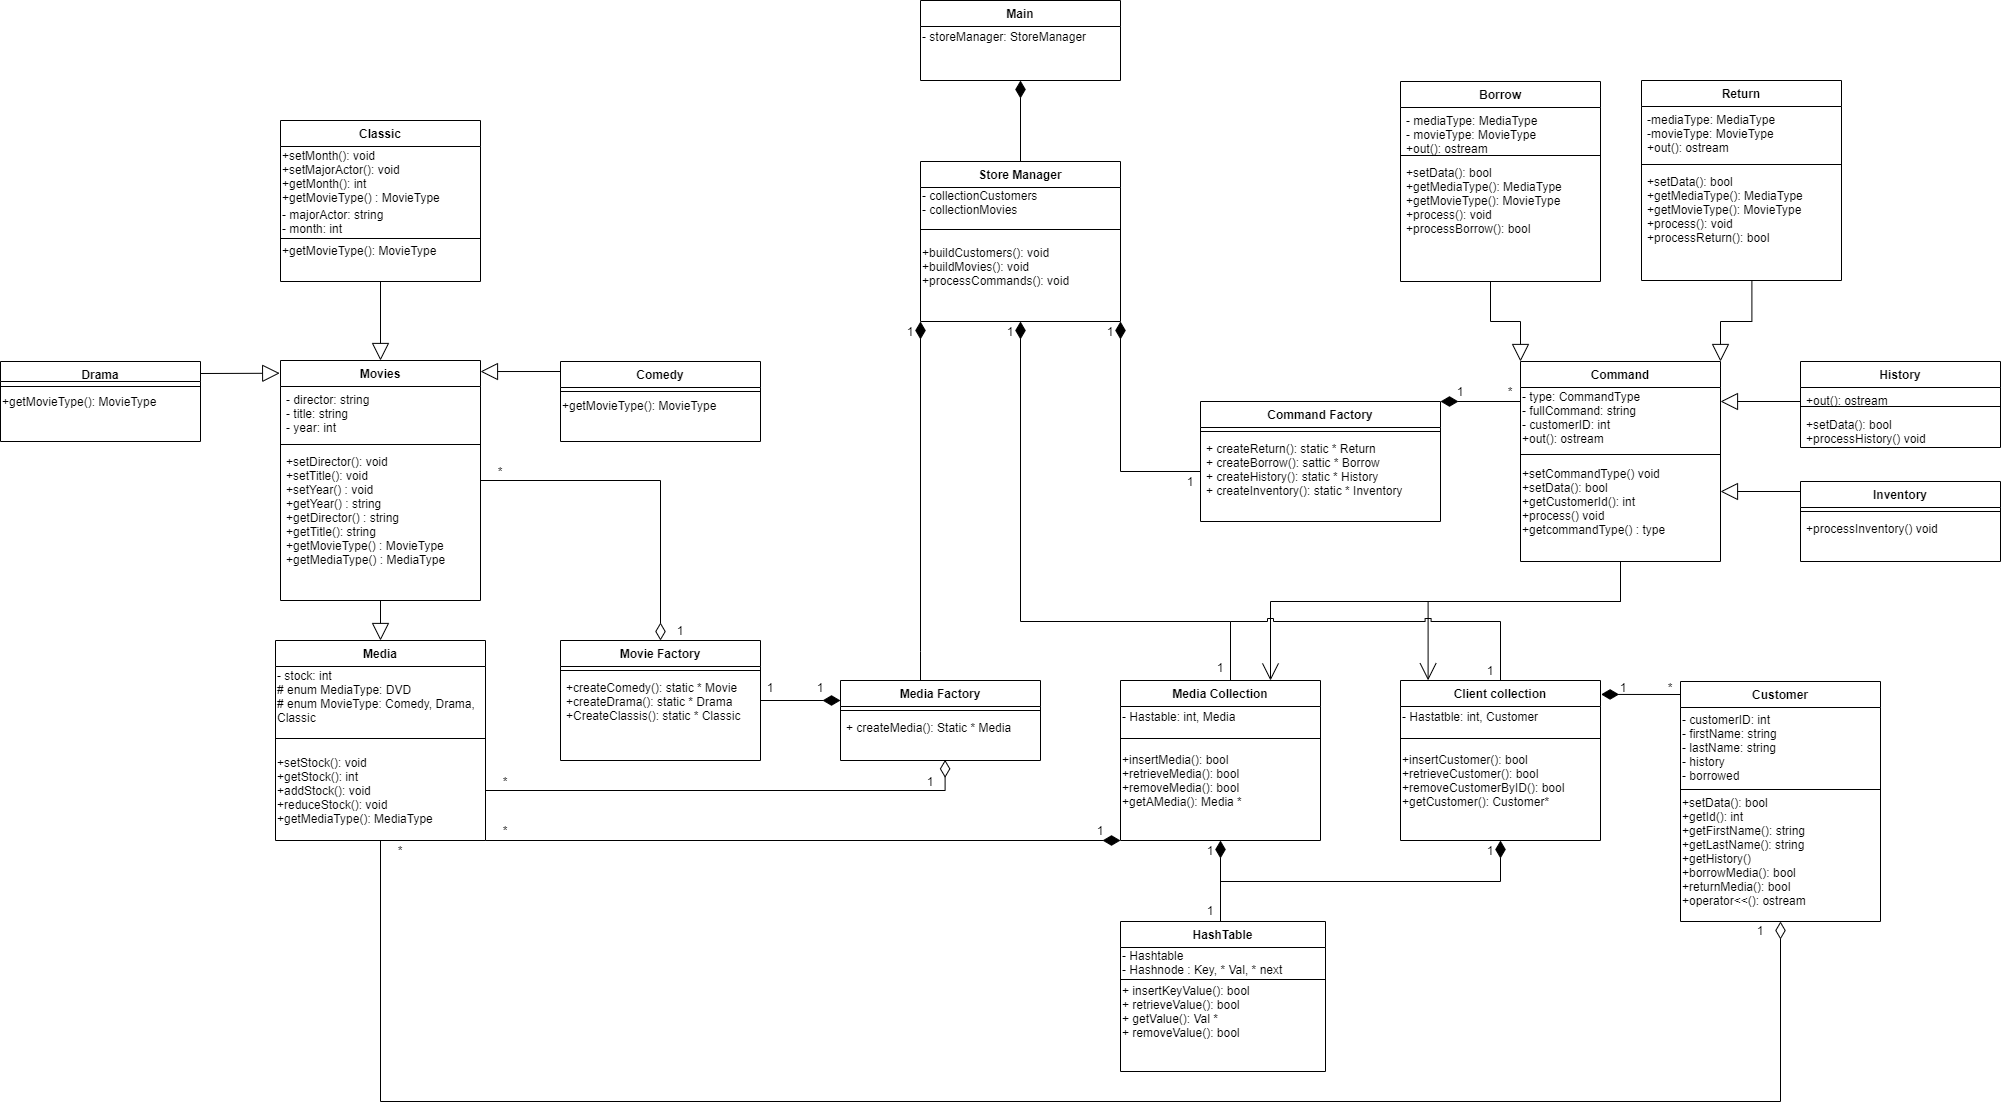 Main
- storeManager: StoreManager
Borrow
- mediaType: MediaType
- movieType: MovieType
+out(): ostream
+setData(): bool
+getMediaType(): MediaType
+getMovieType(): MovieType
+process(): void
+processBorrow(): bool
Return
-mediaType: MediaType
-movieType: MovieType
+out(): ostream
+setData(): bool
+getMediaType(): MediaType
+getMovieType(): MovieType
+process(): void
+processReturn(): bool
Classic
+setMonth(): void
+setMajorActor(): void
+getMonth(): int
+getMovieType() : MovieType
- majorActor: string
- month: int
+getMovieType(): MovieType
Store Manager
- collectionCustomers
- collectionMovies
+buildCustomers(): void
+buildMovies(): void
+processCommands(): void
1
1
1
Drama
+getMovieType(): MovieType
Movies
- director: string
- title: string
- year: int
+setDirector(): void
+setTitle(): void
+setYear() : void
+getYear() : string
+getDirector() : string
+getTitle(): string
+getMovieType() : MovieType
+getMediaType() : MediaType
Comedy
+getMovieType(): MovieType
*
1
Command Factory
+ createReturn(): static * Return
+ createBorrow(): sattic * Borrow
+ createHistory(): static * History
+ createInventory(): static * Inventory
1
1
*
Command
- type: CommandType
- fullCommand: string
- customerID: int
+out(): ostream
+setCommandType() void
+setData(): bool
+getCustomerId(): int
+process() void
+getcommandType() : type
History
+out(): ostream
+setData(): bool
+processHistory() void
Inventory
+processInventory() void
Media
- stock: int
# enum MediaType: DVD
# enum MovieType: Comedy, Drama,
Classic
+setStock(): void
+getStock(): int
+addStock(): void
+reduceStock(): void
+getMediaType(): MediaType
Movie Factory
+createComedy(): static * Movie
+createDrama(): static * Drama
+CreateClassis(): static * Classic
1
1
Media Factory
+ createMedia(): Static * Media
*
1
*
1
*
1
Media Collection
- Hastable: int, Media
+insertMedia(): bool
+retrieveMedia(): bool
+removeMedia(): bool
+getAMedia(): Media *
1
Client collection
- Hastatble: int, Customer
+insertCustomer(): bool
+retrieveCustomer(): bool
+removeCustomerByID(): bool
+getCustomer(): Customer*
1
*
Customer
- customerID: int
- firstName: string
- lastName: string
- history
- borrowed
+setData(): bool
+getId(): int
+getFirstName(): string
+getLastName(): string
+getHistory()
+borrowMedia(): bool
+returnMedia(): bool
+operator<<(): ostream
1
1
1
1
HashTable
- Hashtable
- Hashnode : Key, * Val, * next
+ insertKeyValue(): bool
+ retrieveValue(): bool
+ getValue(): Val *
+ removeValue(): bool